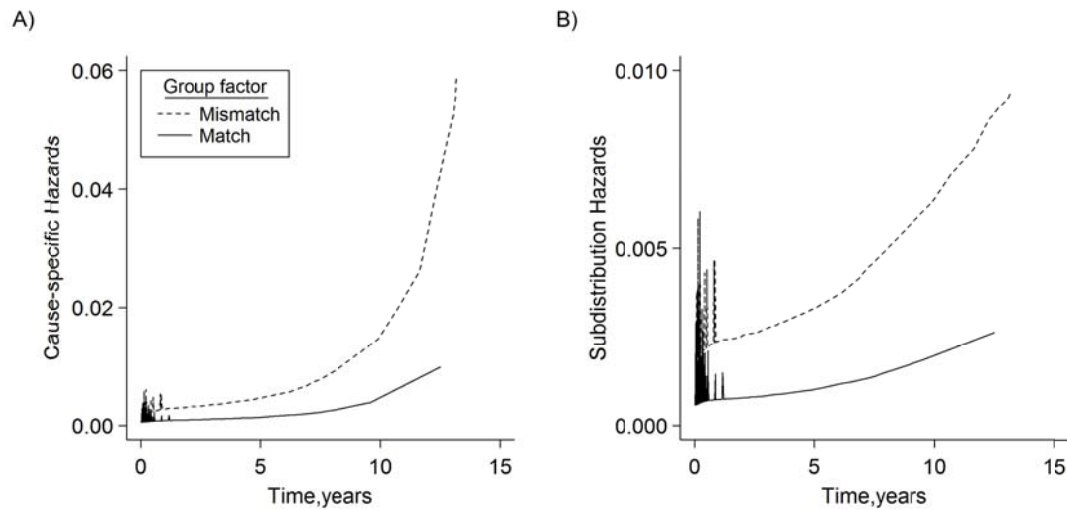 A)
Cause-specific Hazards
0.06
0.04
0.02
0.00
Group factor
Mismatch
Match
0
5
10
15
Time,years
B)
Subdistribution Hazards
0.010
0.005
0.000
0
5
10
15
Time,years